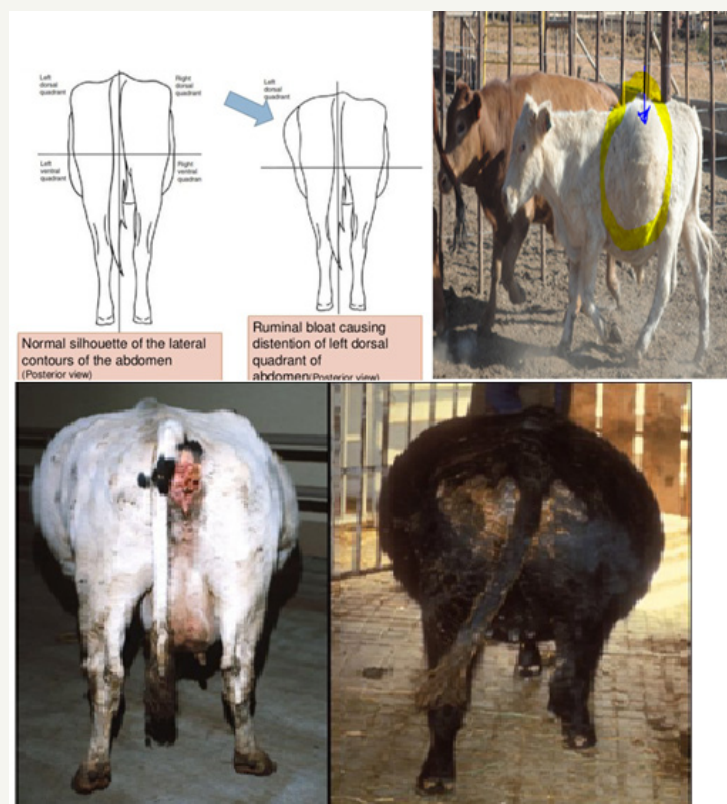 Left
dorsal
quadrant
Right
dorsal
quadrant
Left
ventral
quadrant
Right
ventral
quadran
Left
dorsal
quadrant
Normal silhouette of the lateral
contours of the abdomen
(Posterior view)
Ruminal bloat causing
distention of left dorsal
quadrant of
abdomen(Posterior view)